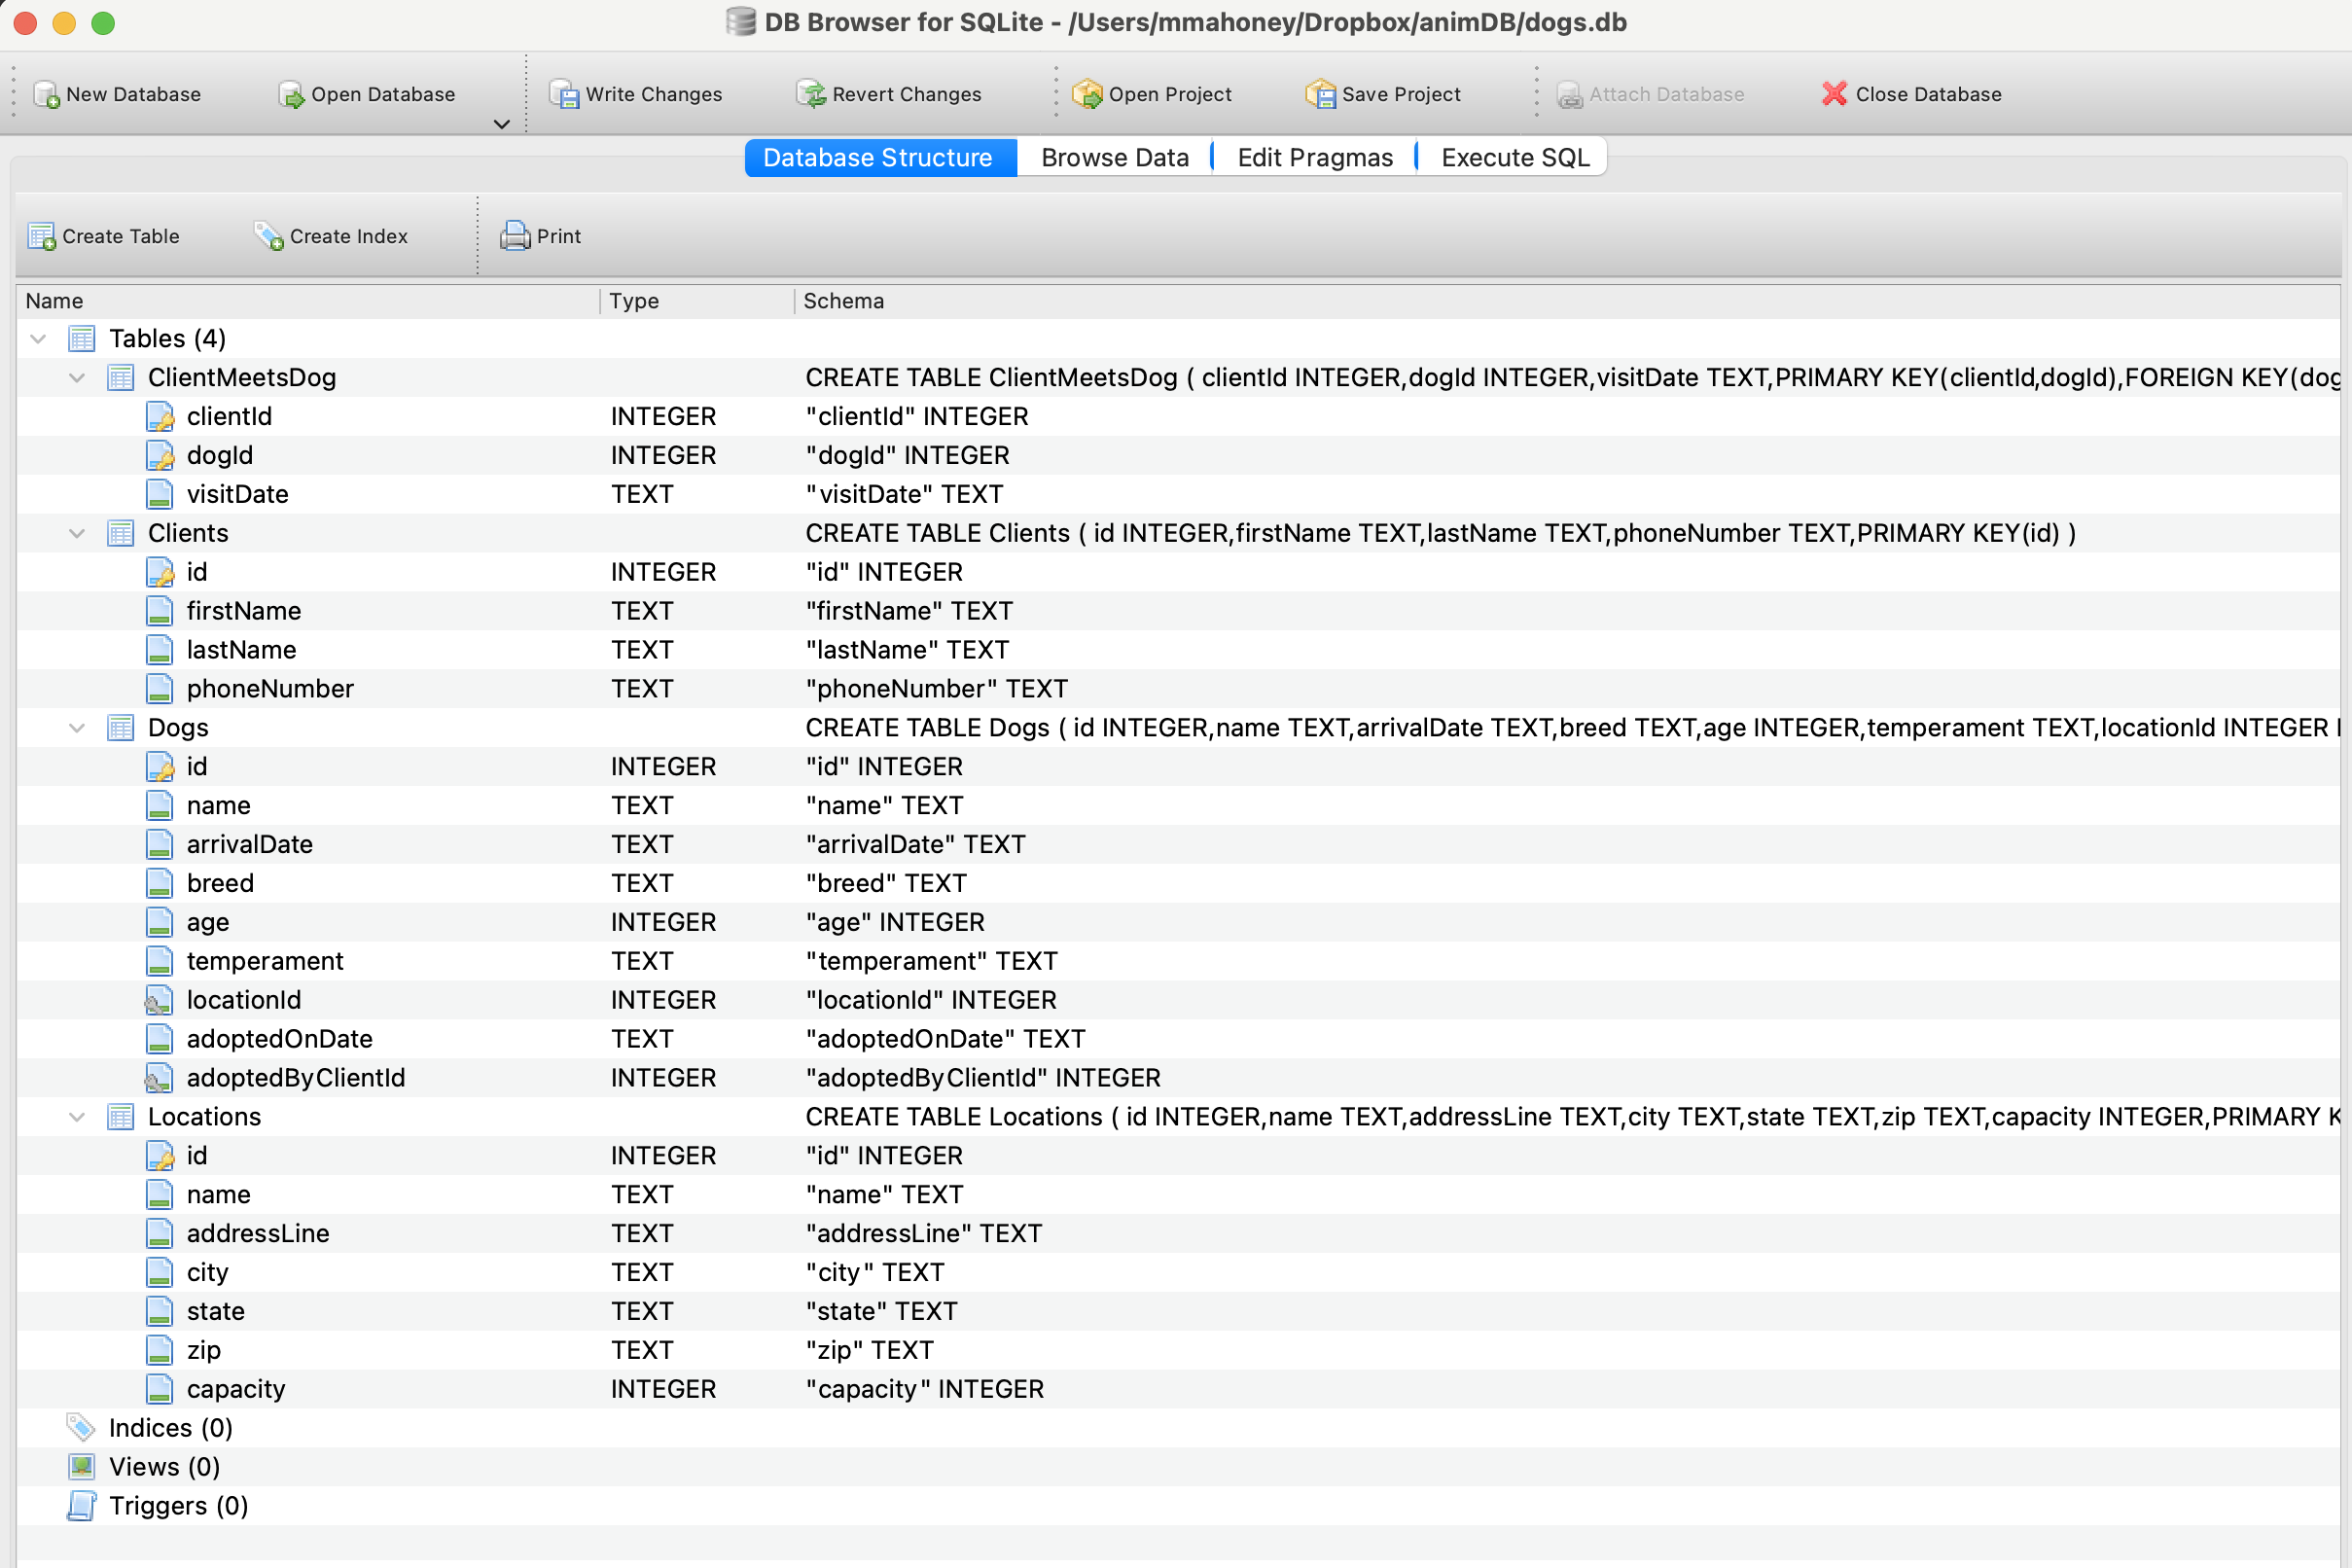 DB Browser for SQLite - /Users/mmahoney/Dropbox/animDB/dogs.db
New Database Open Database Write Changes Revert Changes Open Project Save Project Attach Database Close Database
Database Structure Browse Data Edit Pragmas Execute SQL
Create Table Create Index Print
Name Type Schema
Tables (4)
ClientMeetsDog CREATE TABLE ClientMeetsDog ( clientId INTEGER,dogId INTEGER,visitDate TEXT,PRIMARY KEY(clientId,dogId),FOREIGN KEY(dog
clientId INTEGER "clientId" INTEGER
dogId INTEGER "dogId" INTEGER
visitDate TEXT "visitDate" TEXT
Clients CREATE TABLE Clients ( id INTEGER,firstName TEXT,lastName TEXT,phoneNumber TEXT,PRIMARY KEY(id) )
id INTEGER "id" INTEGER
firstName TEXT "firstName" TEXT
lastName TEXT "lastName" TEXT
phoneNumber TEXT "phoneNumber" TEXT
Dogs CREATE TABLE Dogs ( id INTEGER,name TEXT,arrivalDate TEXT,breed TEXT,age INTEGER,temperament TEXT,locationId INTEGER
id INTEGER "id" INTEGER
name TEXT "name" TEXT
arrivalDate TEXT "arrivalDate" TEXT
breed TEXT "breed" TEXT
age INTEGER "age" INTEGER
temperament TEXT "temperament" TEXT
locationId INTEGER "locationId" INTEGER
adoptedOnDate TEXT "adoptedOnDate" TEXT
adoptedByClientId INTEGER "adoptedByClientId" INTEGER
Locations CREATE TABLE Locations ( id INTEGER,name TEXT,addressLine TEXT,city TEXT,state TEXT,zip TEXT,capacity INTEGER,PRIMARY K
id INTEGER "id" INTEGER
name TEXT "name" TEXT
addressLine TEXT "addressLine" TEXT
city TEXT "city" TEXT
state TEXT "state" TEXT
zip TEXT "zip" TEXT
capacity INTEGER "capacity" INTEGER
Indices (0)
Views (0)
Triggers (0)